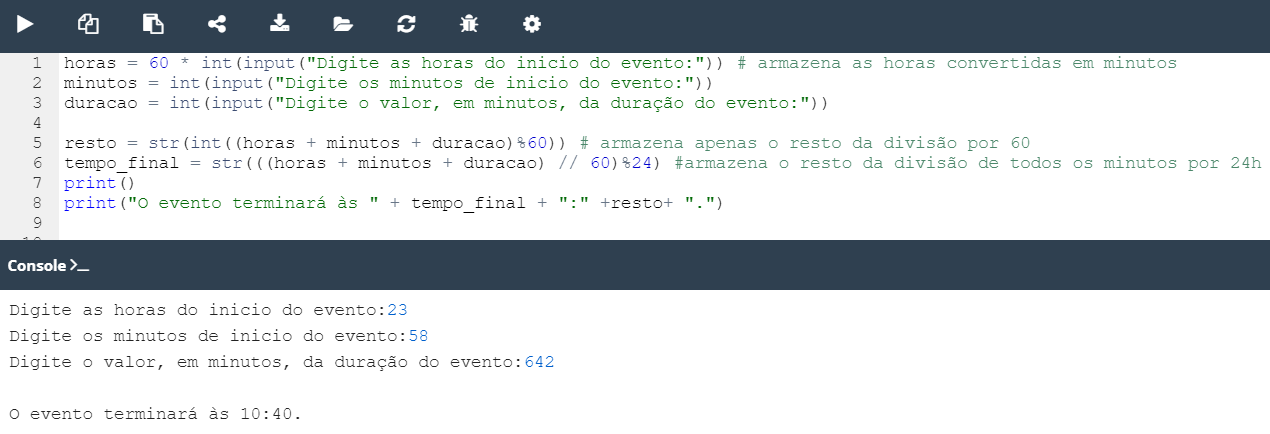 1 horas = 60 * int(input("Digite as horas do inicio do evento:")) # armazena as horas convertidas em minutos
2 minutos = int(input("Digite os minutos de inicio do evento:"))
3 duracao = int(input("Digite o valor, em minutos, da duração do evento:"))
4
5 resto = str(int((horas + minutos + duracao)%60)) # armazena apenas o resto da divisão por 60
6 tempo_final = str(((horas + minutos + duracao) // 60)%24) #armazena o resto da divisão de todos os minutos por 24h
7 print()
8 print("O evento terminará às " + tempo_final + ":" +resto+ ".")
9
Console >_
Digite as horas do inicio do evento:23
Digite os minutos de inicio do evento:58
Digite o valor, em minutos, da duração do evento:642
O evento terminará às 10:40.